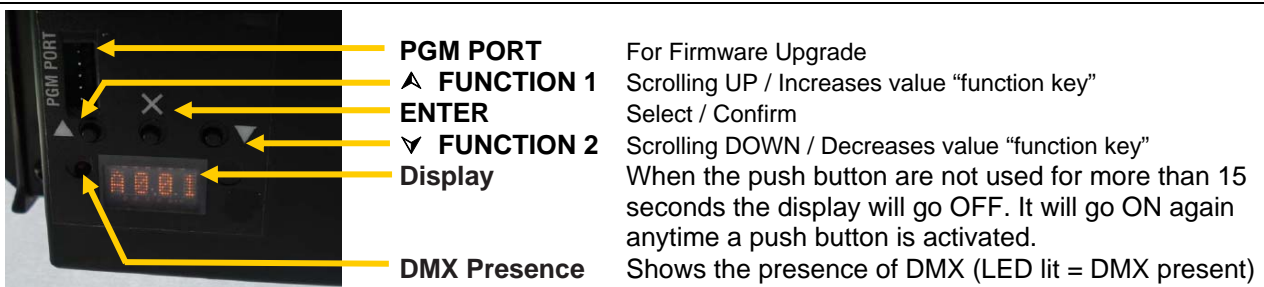 PGM PORT
A001
PGM PORT For Firmware Upgrade
FUNCTION 1 Scrolling UP / Increases value “function key”
ENTER Select / Confirm
FUNCTION 2 Scrolling DOWN / Decreases value “function key”
Display When the push button are not used for more than 15
seconds the display will go OFF. It will go ON again
anytime a push button is activated.
DMX Presence Shows the presence of DMX (LED lit = DMX present)